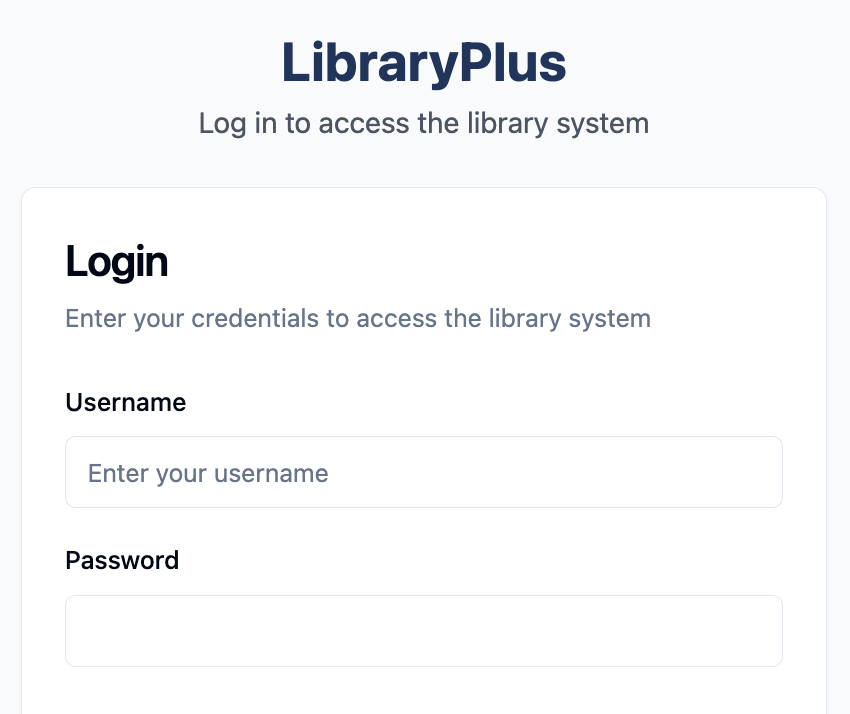 LibraryPlus
Log in to access the library system
Login
Enter your credentials to access the library system
Username
Enter your username
Password